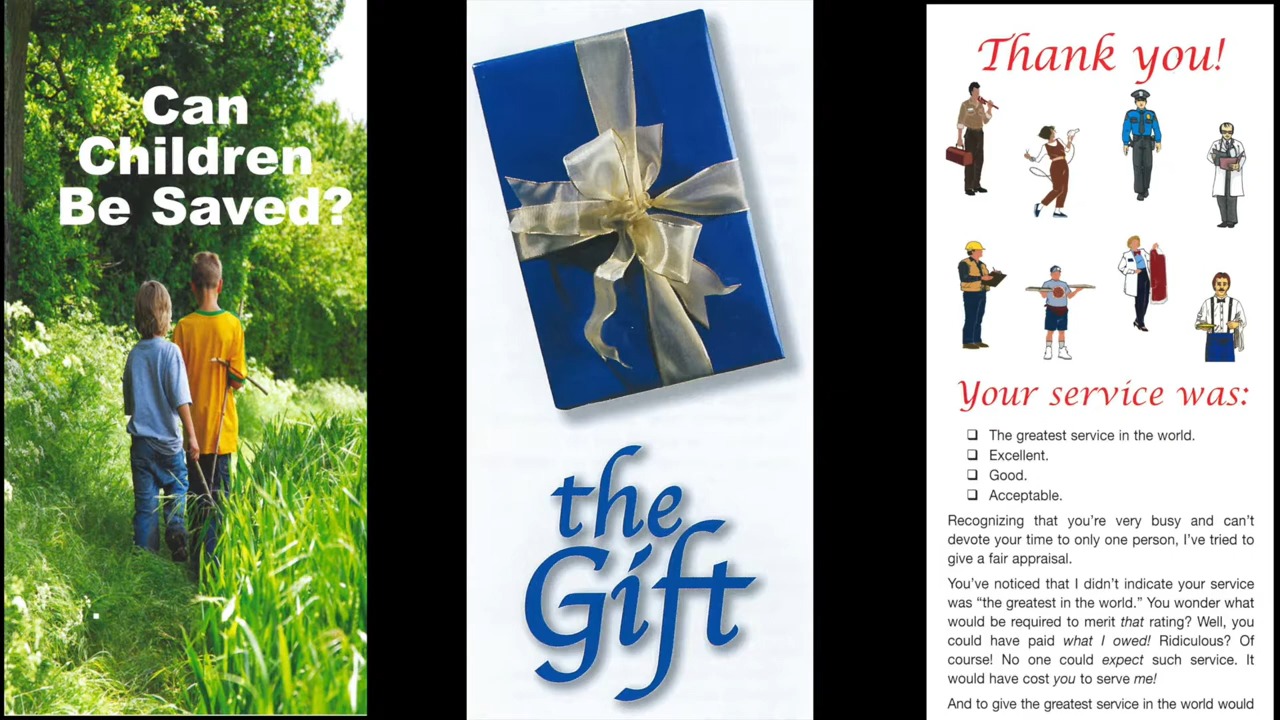 Can
Children
Be Saved?
the
Gift
Thank you!
Your service was:
❑ The greatest service in the world.
❑ Excellent.
❑ Good.
❑ Acceptable.
Recognizing that you're very busy and can't
devote your time to only one person, I've tried to
give a fair appraisal.
You've noticed that I didn't indicate your service
was “the greatest in the world.” You wonder what
would be required to merit that rating? Well, you
could have paid what I owed! Ridiculous? Of
course! No one could expect such service. It
would have cost you to serve me!
And to give the greatest service in the world would